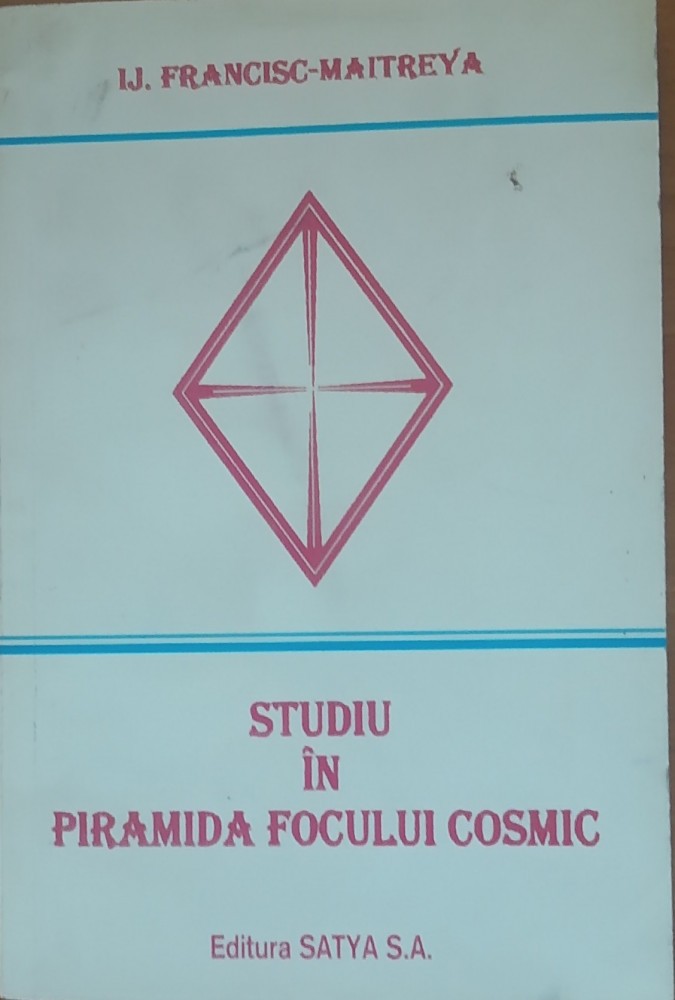 IJ. FRANCISC-MAITREYA
STUDIU
ÎN
PIRAMIDA FOCULUI COSMIC
Editura SATYA S.A.